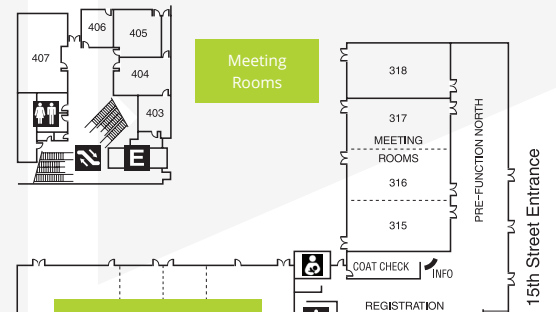 406
405
407
404
403
E
Meeting
Rooms
318
317
MEETING
ROOMS
316
315
PRE-FUNCTION NORTH
15th Street Entrance
COAT CHECK
INFO
REGISTRATION